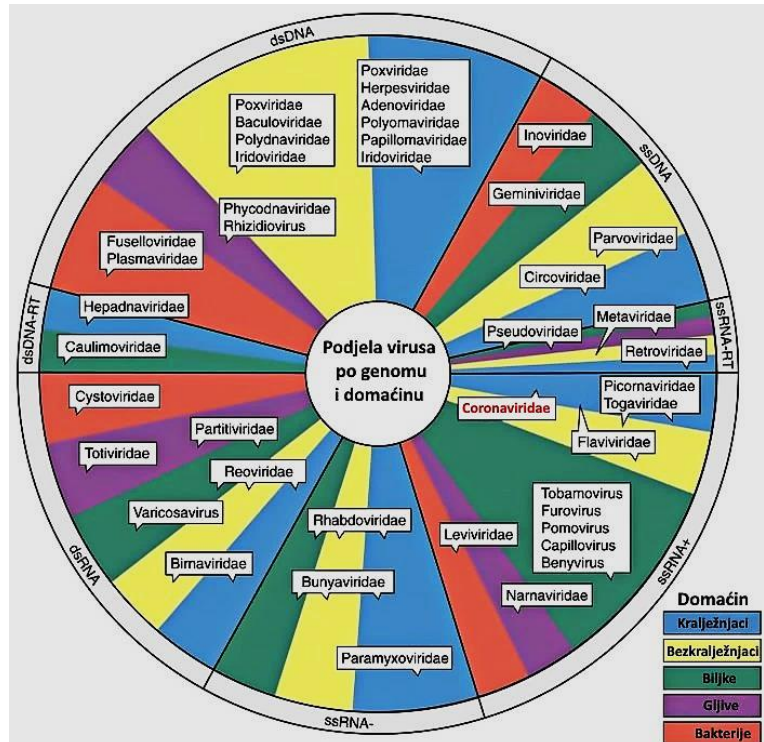 dsDNA
Poxviridae
Herpesviridae
Adenoviridae
Polyomaviridae
Papillomaviridae
Iridoviridae
Poxviridae
Baculoviridae
Polydnaviridae
Iridoviridae
Phycodnaviridae
Rhizidiovirus
Fuselloviridae
Plasmaviridae
ssDNA
Inoviridae
Geminiviridae
Parvoviridae
Circoviridae
dsDNA-RT
Hepadnaviridae
Caulimoviridae
ssRNA-RT
Pseudoviridae
Metaviridae
Retroviridae
Podjela virusa
po genomu
i domaćinu
dsRNA
Cystoviridae
Totiviridae
Partitiviridae
Reoviridae
Varicosavirus
Birnaviridae
ssRNA-
Rhabdoviridae
Bunyaviridae
Paramyxoviridae
ssRNA+
Picornaviridae
Togaviridae
Coronaviridae
Flaviviridae
Tobamovirus
Furovirus
Pomovirus
Capillovirus
Benyvirus
Leviviridae
Narnaviridae
Domaćin
Kralježnjaci
Bezkralježnjaci
Biljke
Gljive
Bakterije